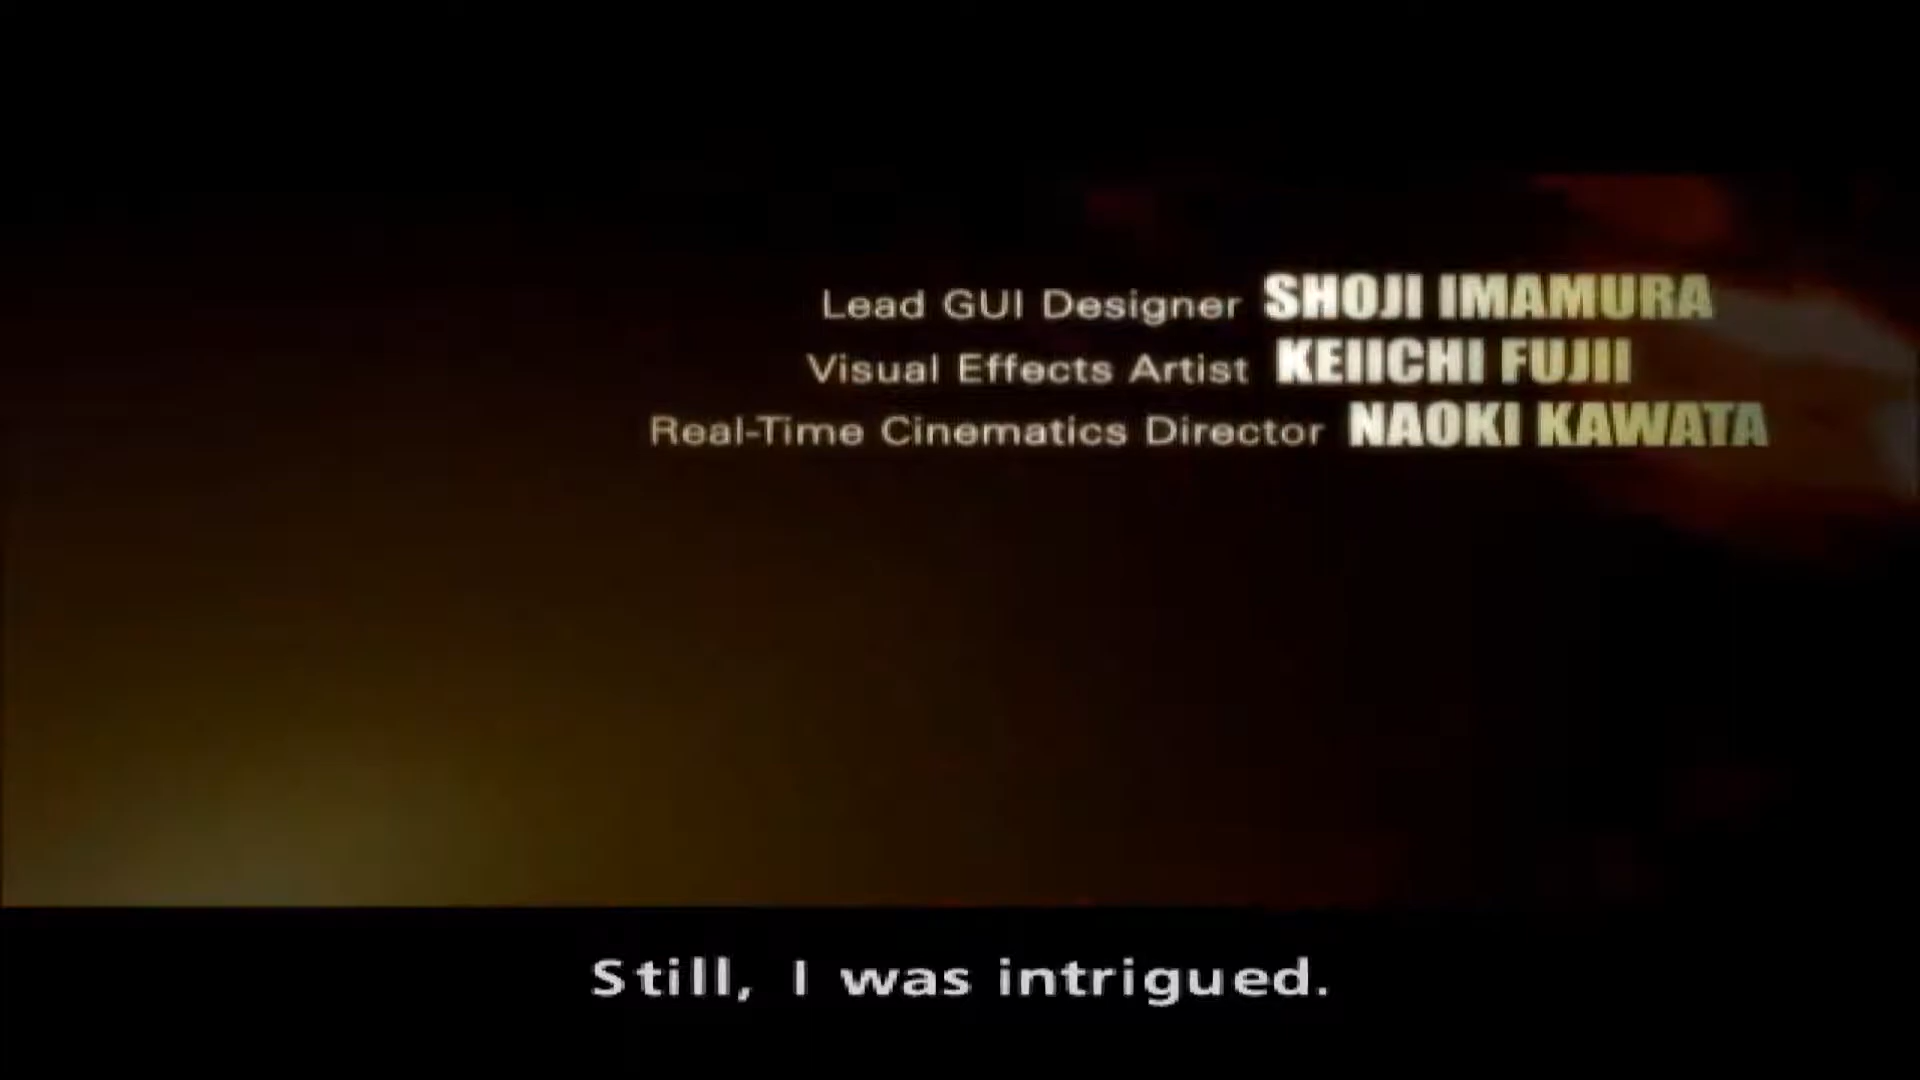 Lead GUI Designer SHOJI IMAMURA
Visual Effects Artist KEIICHI FUJII
Real-Time Cinematics Director NAOKI KAWATA
Still, I was intrigued.